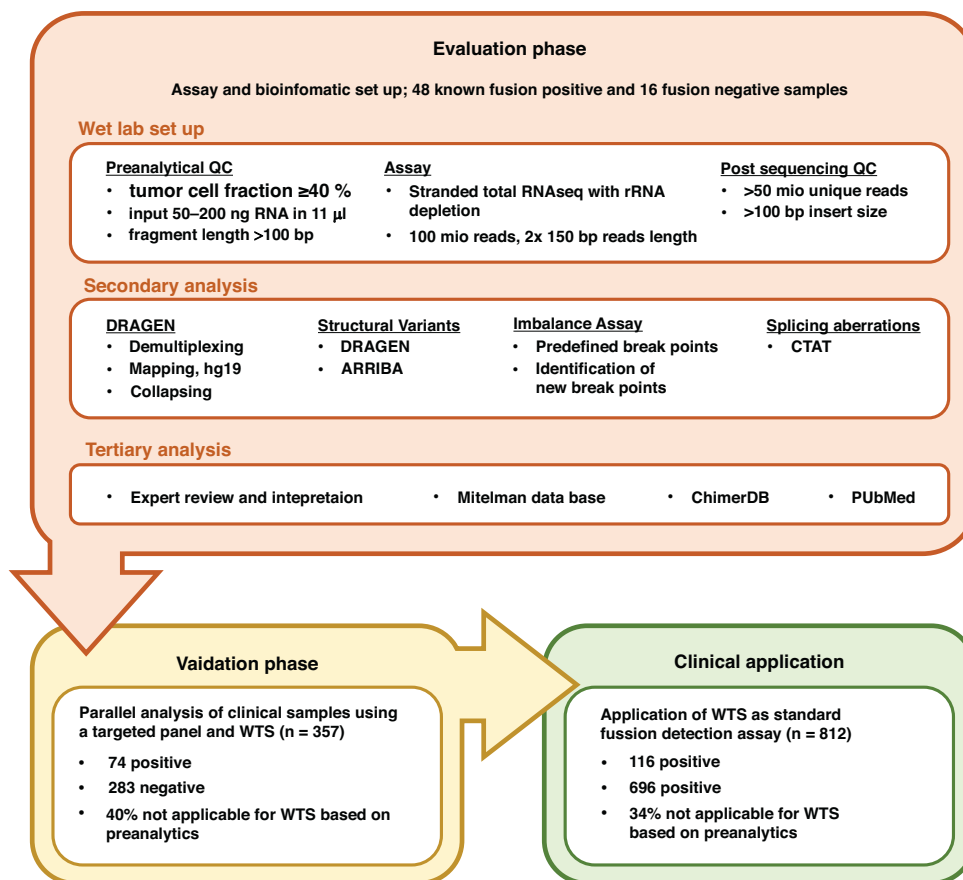 Evaluation phase
Assay and bioinfomatic set up; 48 known fusion positive and 16 fusion negative samples
Wet lab set up
Preanalytical QC
• tumor cell fraction ≥40 %
• input 50–200 ng RNA in 11 µl
• fragment length >100 bp
Assay
• Stranded total RNAseq with rRNA
depletion
• 100 mio reads, 2x 150 bp reads length
Post sequencing QC
• >50 mio unique reads
• >100 bp insert size
Secondary analysis
DRAGEN
• Demultiplexing
• Mapping, hg19
• Collapsing
Structural Variants
• DRAGEN
• ARRIBA
Imbalance Assay
• Predefined break points
• Identification of
new break points
Splicing aberrations
• CTAT
Tertiary analysis
• Expert review and intepretaion
• Mitelman data base
• ChimerDB
• PUbMed
Vaidation phase
Parallel analysis of clinical samples using
a targeted panel and WTS (n = 357)
• 74 positive
• 283 negative
• 40% not applicable for WTS based on
preanalytics
Clinical application
Application of WTS as standard
fussion detection assay (n = 812)
• 116 positive
• 696 positive
• 34% not applicable for WTS
based on preanalytics